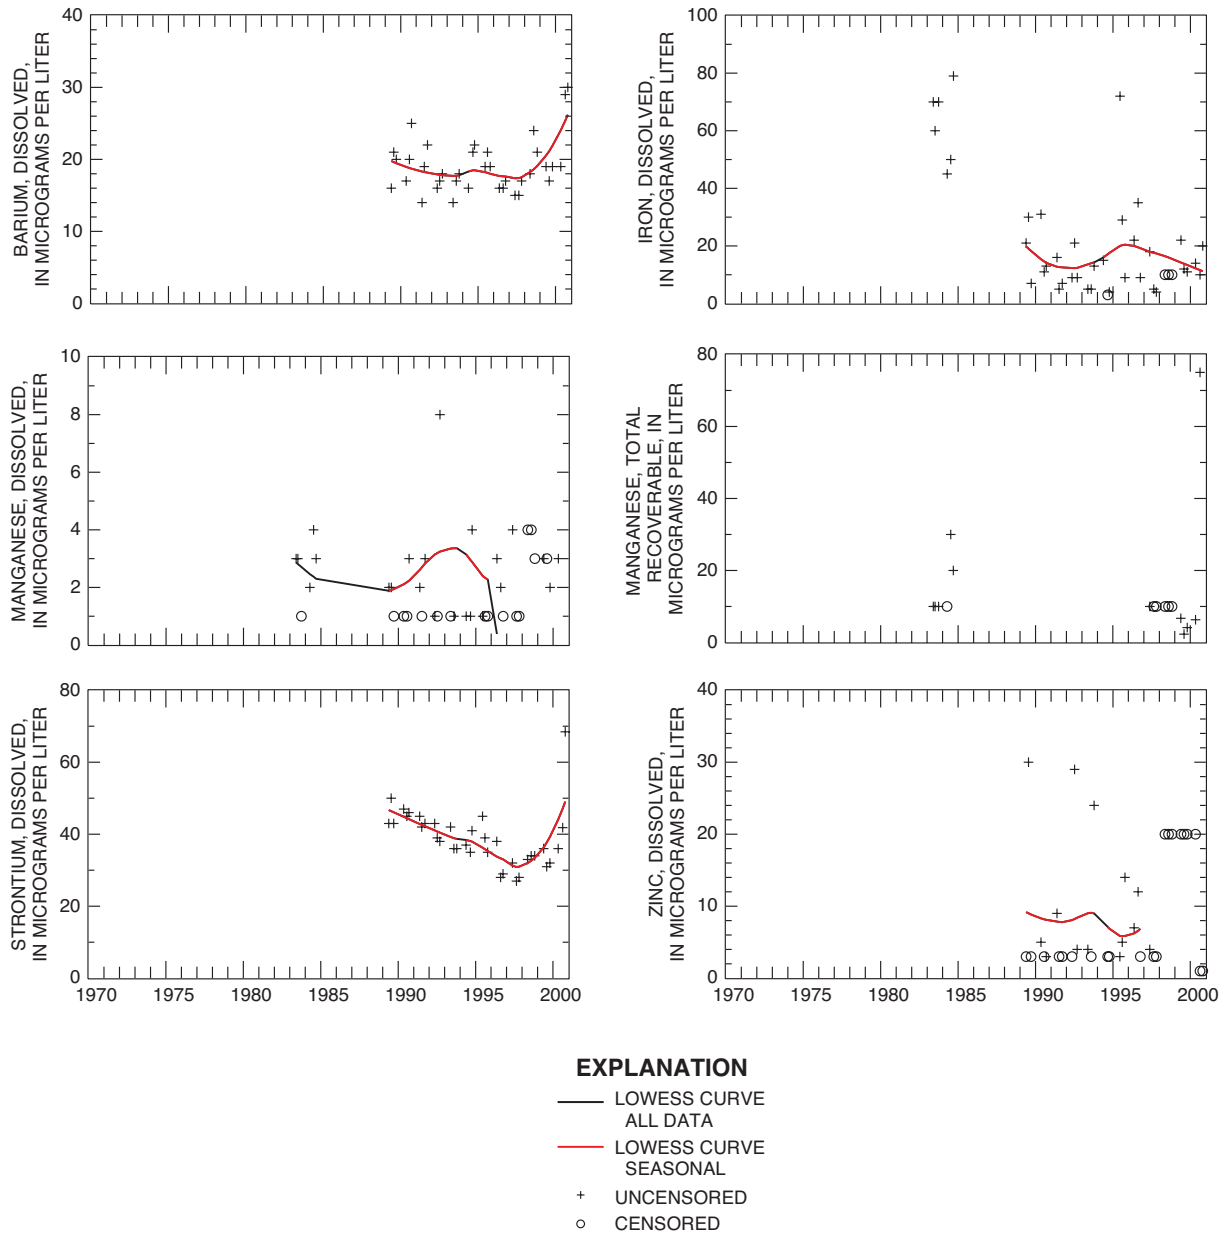 BARIUM, DISSOLVED,
IN MICROGRAMS PER LITER
40
30
20
10
0
IRON, DISSOLVED,
IN MICROGRAMS PER LITER
100
80
60
40
20
0
MANGANESE, DISSOLVED,
IN MICROGRAMS PER LITER
10
8
6
4
2
0
MANGANESE, TOTAL
RECOVERABLE, IN
MICROGRAMS PER LITER
80
60
40
20
0
STRONTIUM, DISSOLVED,
IN MICROGRAMS PER LITER
80
60
40
20
0
1970 1975 1980 1985 1990 1995 2000
ZINC, DISSOLVED,
IN MICROGRAMS PER LITER
40
30
20
10
0
1970 1975 1980 1985 1990 1995 2000
EXPLANATION
LOWESS CURVE
ALL DATA
LOWESS CURVE
SEASONAL
UNCENSORED
CENSORED